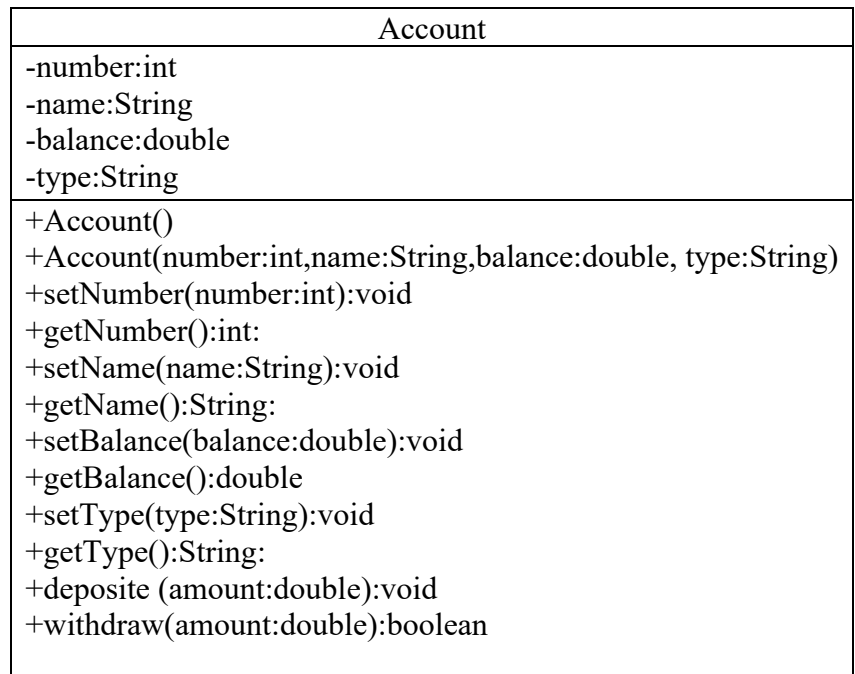 Account
-number:int
-name:String
-balance:double
-type:String
+Account()
+Account(number:int,name:String,balance:double, type:String)
+setNumber(number:int):void
+getNumber():int:
+setName(name:String):void
+getName():String:
+setBalance(balance:double):void
+getBalance():double
+setType(type:String):void
+getType():String:
+deposite (amount:double):void
+withdraw(amount:double):boolean